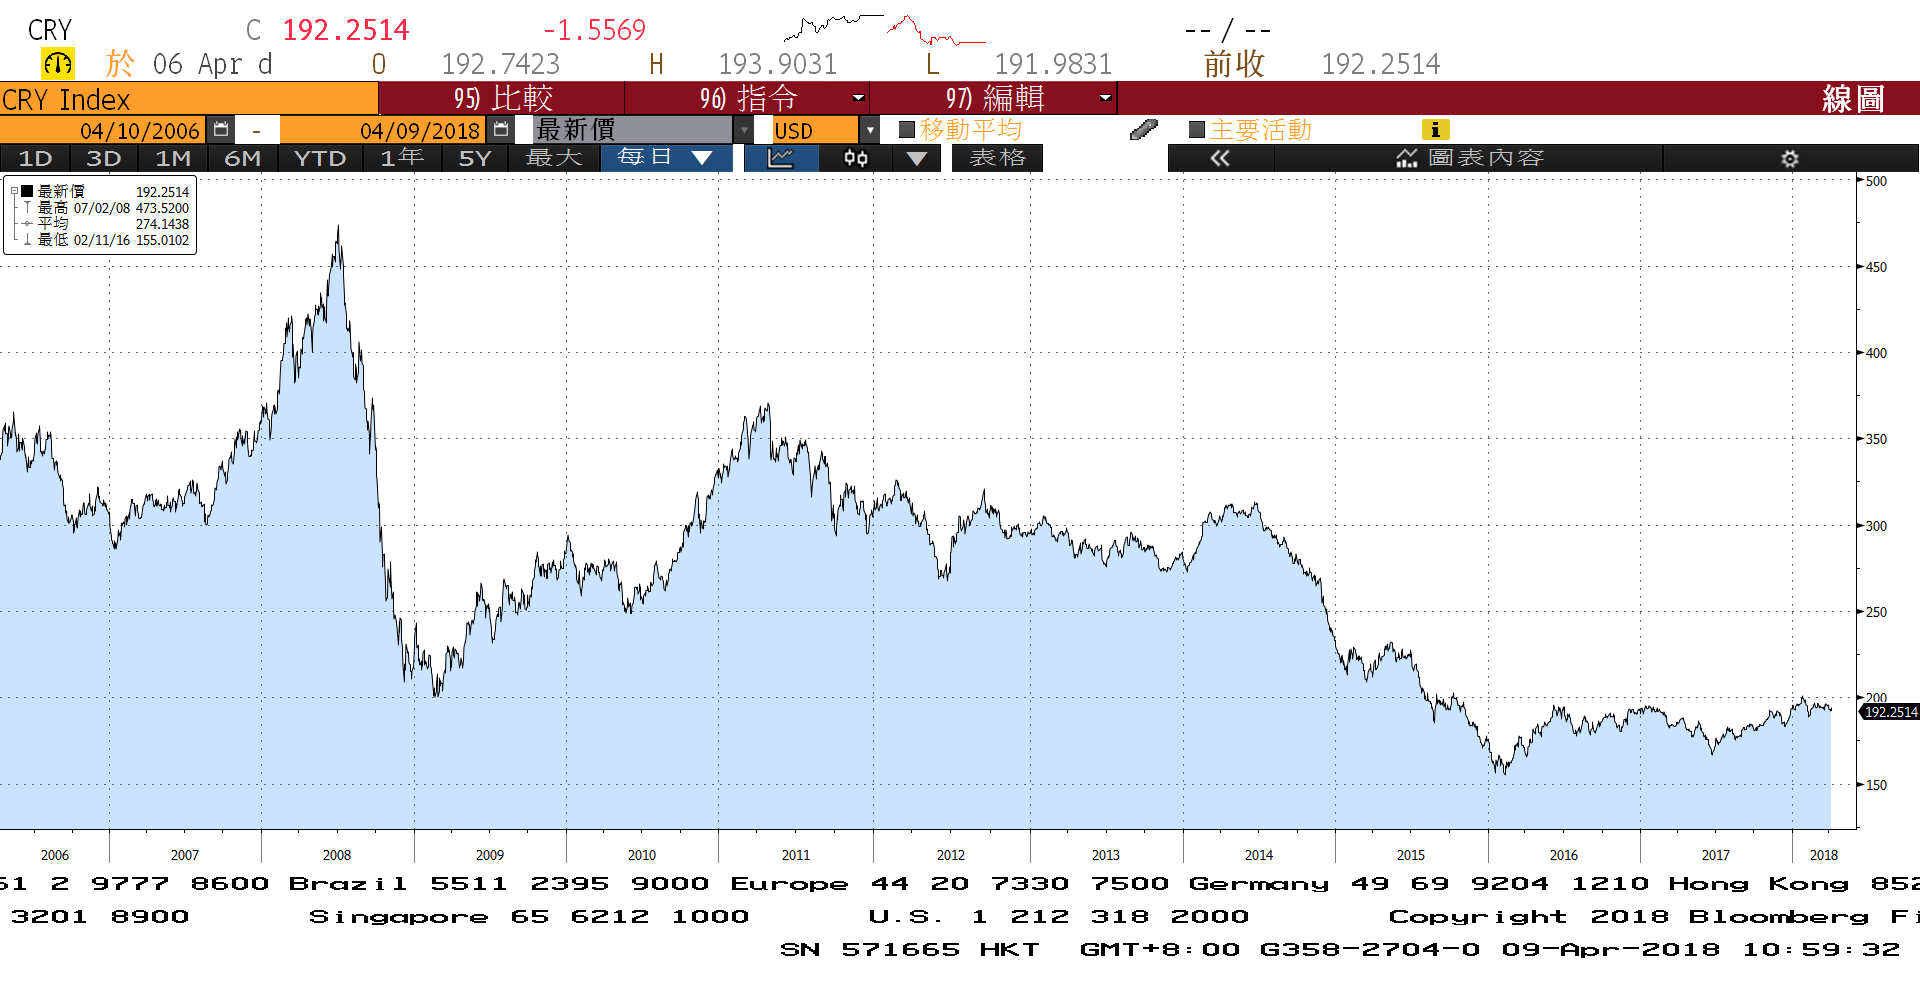 CRY C 192.2514 -1.5569 -- / --
於 06 Apr d O 192.7423 H 193.9031 L 191.9831 前收 192.2514
CRY Index 95) 比較 96) 指令 97) 編輯 線圖
04/10/2006 - 04/09/2018 最新價 USD 移動平均 主要活動 i
1D 3D 1M 6M YTD 1年 5Y 最大 每日 ▼ 表格 « 圖表內容
最新價 192.2514
最高 07/02/08 473.5200
平均 274.1438
最低 02/11/16 155.0102
500
450
400
350
300
250
200
192.2514
150
2006 2007 2008 2009 2010 2011 2012 2013 2014 2015 2016 2017 2018
61 2 9777 8600 Brazil 5511 2395 9000 Europe 44 20 7330 7500 Germany 49 69 9204 1210 Hong Kong 852
3201 8900 Singapore 65 6212 1000 U.S. 1 212 318 2000 Copyright 2018 Bloomberg Fi
SN 571665 HKT GMT+8:00 G358-2704-0 09-Apr-2018 10:59:32